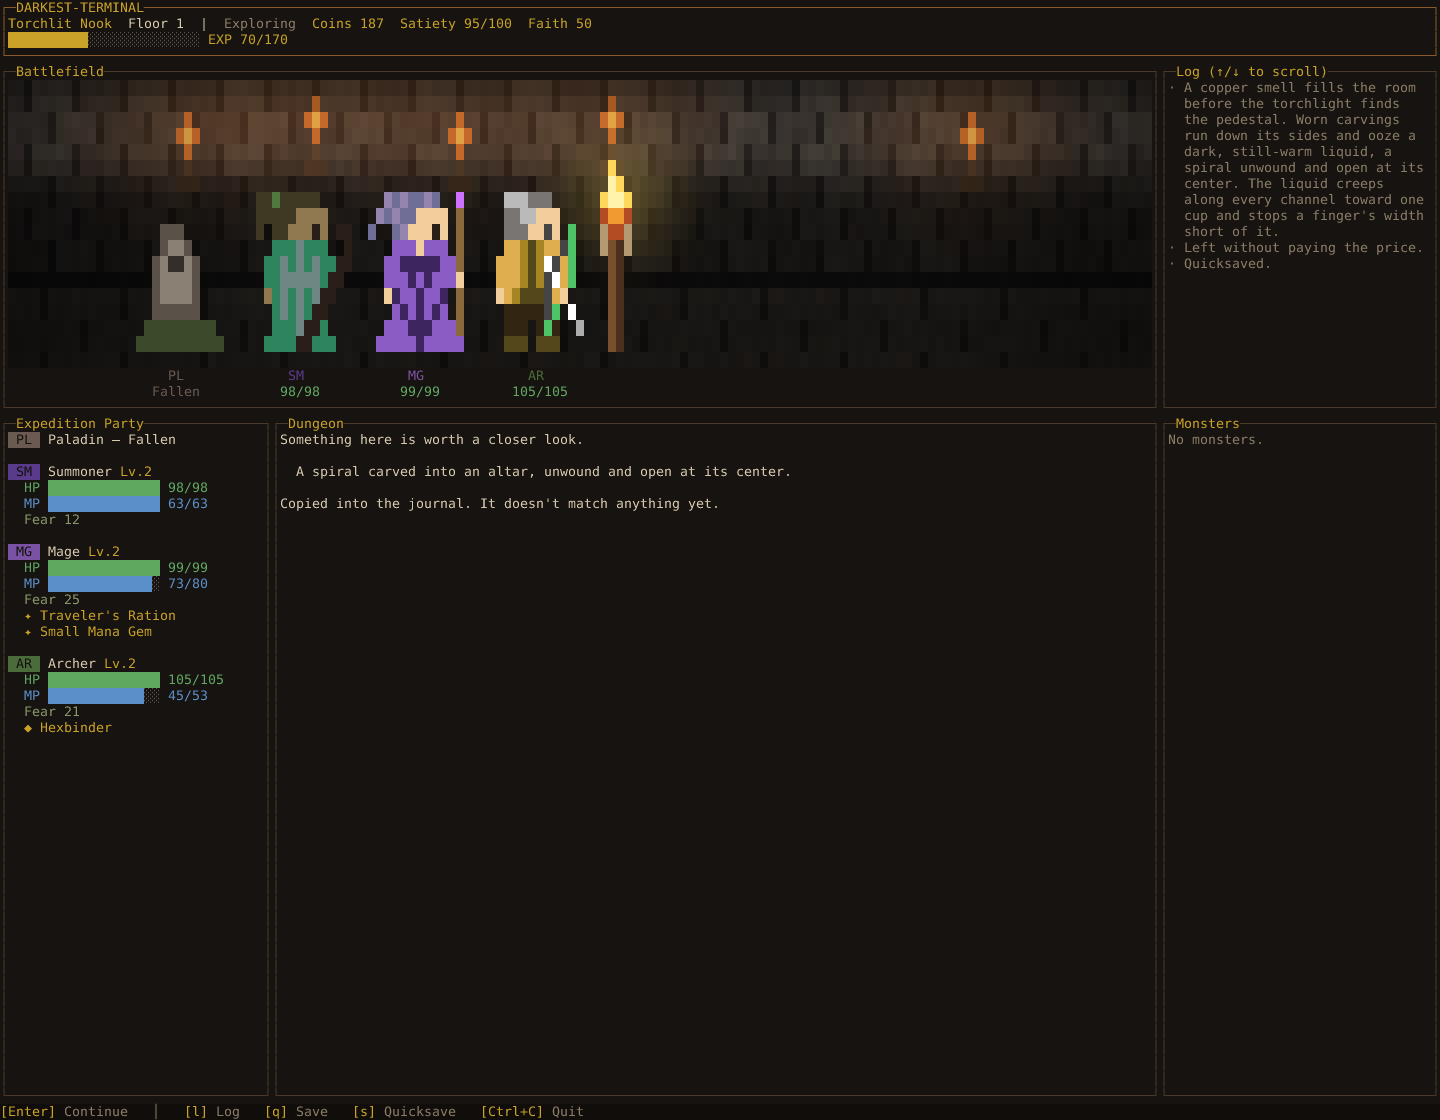 DARKEST-TERMINAL
Torchlit Nook  Floor 1  |  Exploring  Coins 187  Satiety 95/100  Faith 50
EXP 70/170
Battlefield
PL SM MG AR
Fallen 98/98 99/99 105/105
Log (↑/↓ to scroll)
· A copper smell fills the room
before the torchlight finds
the pedestal. Worn carvings
run down its sides and ooze a
dark, still-warm liquid, a
spiral unwound and open at its
center. The liquid creeps
along every channel toward one
cup and stops a finger's width
short of it.
· Left without paying the price.
· Quicksaved.
Expedition Party
PL Paladin — Fallen
SM Summoner Lv.2
HP 98/98
MP 63/63
Fear 12
MG Mage Lv.2
HP 99/99
MP 73/80
Fear 25
✦ Traveler's Ration
✦ Small Mana Gem
AR Archer Lv.2
HP 105/105
MP 45/53
Fear 21
◆ Hexbinder
Dungeon
Something here is worth a closer look.
A spiral carved into an altar, unwound and open at its center.
Copied into the journal. It doesn't match anything yet.
Monsters
No monsters.
[Enter] Continue  │  [l] Log  [q] Save  [s] Quicksave  [Ctrl+C] Quit